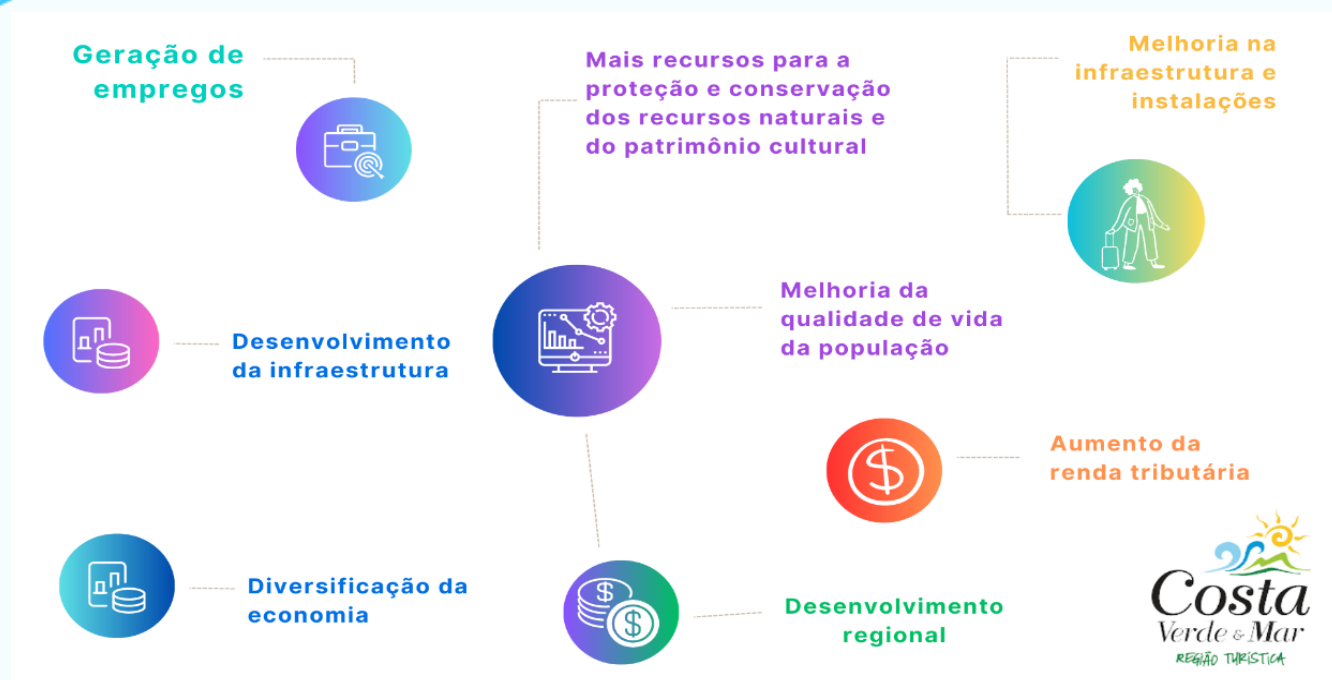 Geração de
empregos
Mais recursos para a
proteção e conservação
dos recursos naturais e
do patrimônio cultural
Melhoria na
infraestrutura e
instalações
Desenvolvimento
da infraestrutura
Melhoria da
qualidade de vida
da população
Aumento da
renda tributária
Diversificação da
economia
Desenvolvimento
regional
Costa
Verde & Mar
REGIÃO TURÍSTICA
$
$
$